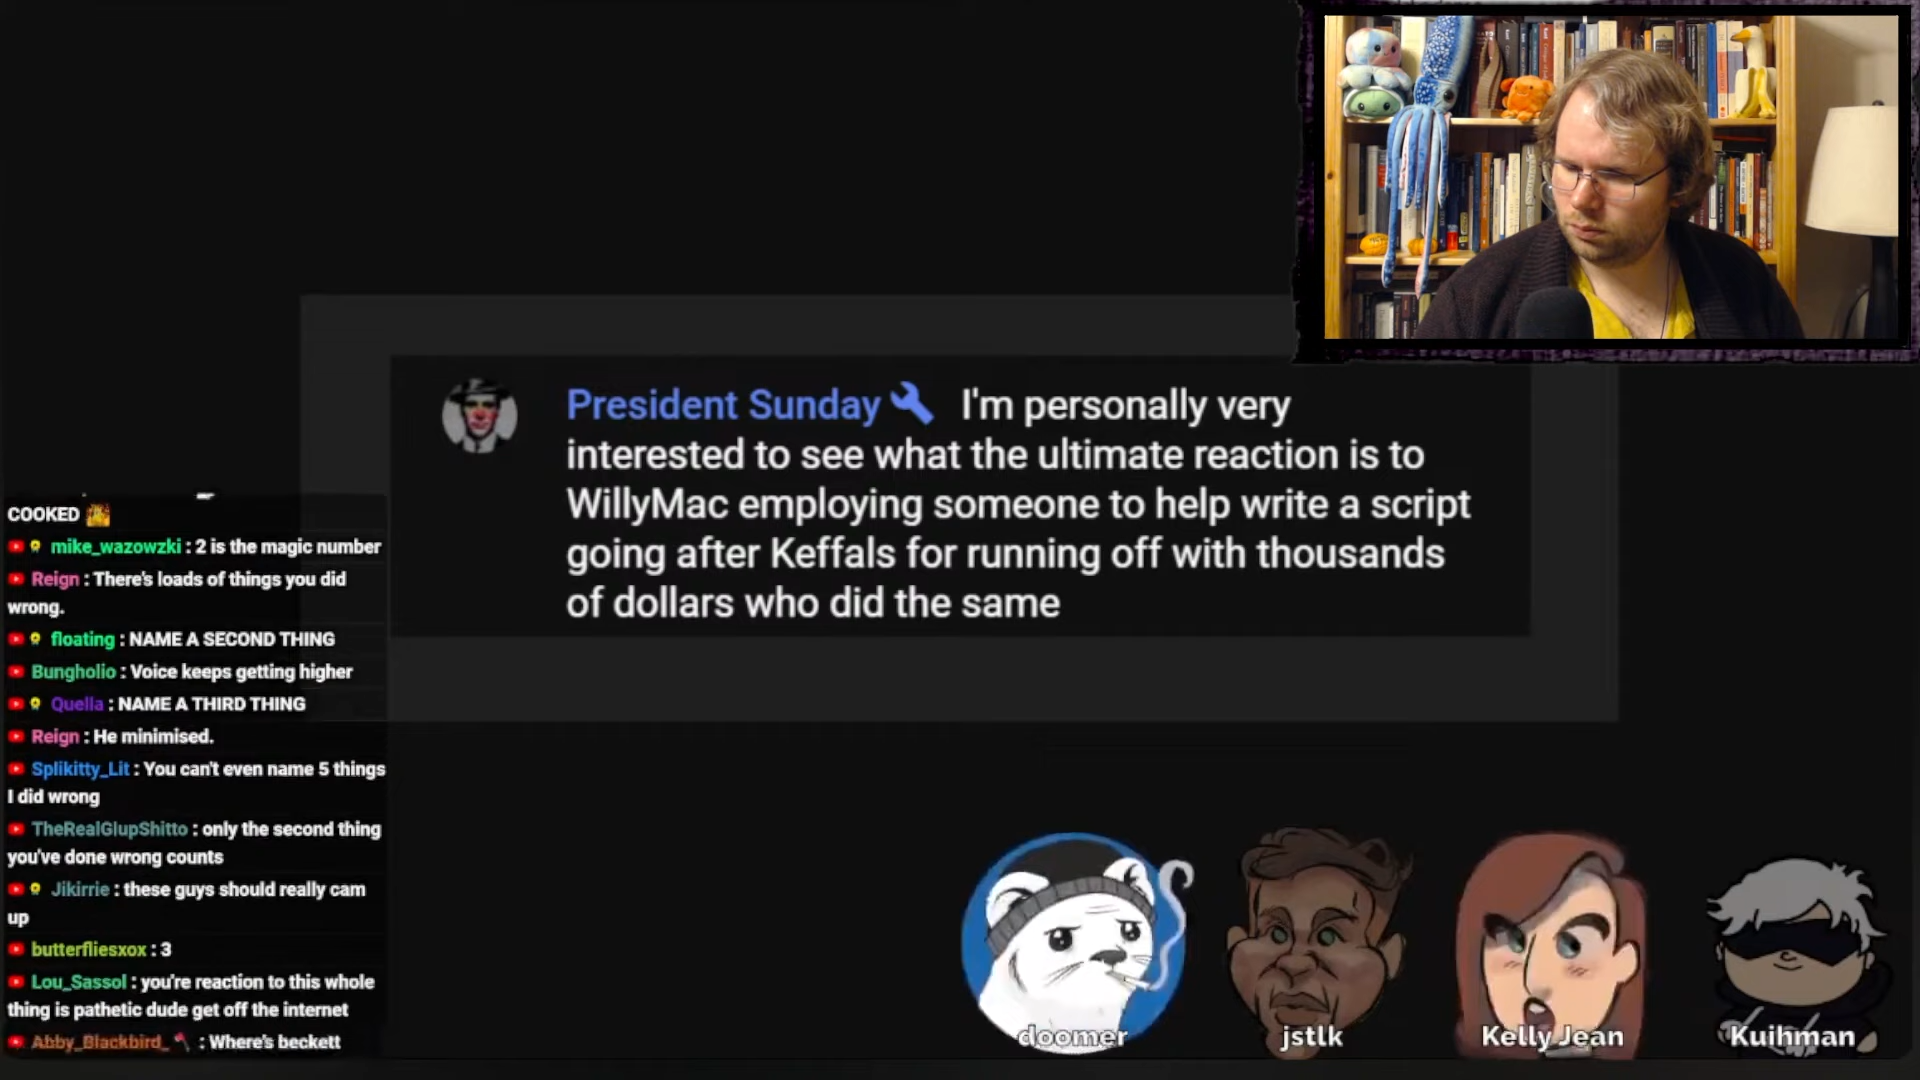 President Sunday I'm personally very
interested to see what the ultimate reaction is to
WillyMac employing someone to help write a script
going after Keffals for running off with thousands
of dollars who did the same
COOKED
mike_wazowzki : 2 is the magic number
Reign : There's loads of things you did
wrong.
floating : NAME A SECOND THING
Bungholio : Voice keeps getting higher
Quella : NAME A THIRD THING
Reign : He minimised.
Splikitty_Lit : You can't even name 5 things
I did wrong
TheRealGlupShitto : only the second thing
you've done wrong counts
Jikirrie : these guys should really cam
up
butterfliesxox : 3
Lou_Sassol : you're reaction to this whole
thing is pathetic dude get off the internet
Abby_Blackbird_ : Where's beckett
doomer
jstlk
Kelly Jean
Kuihman